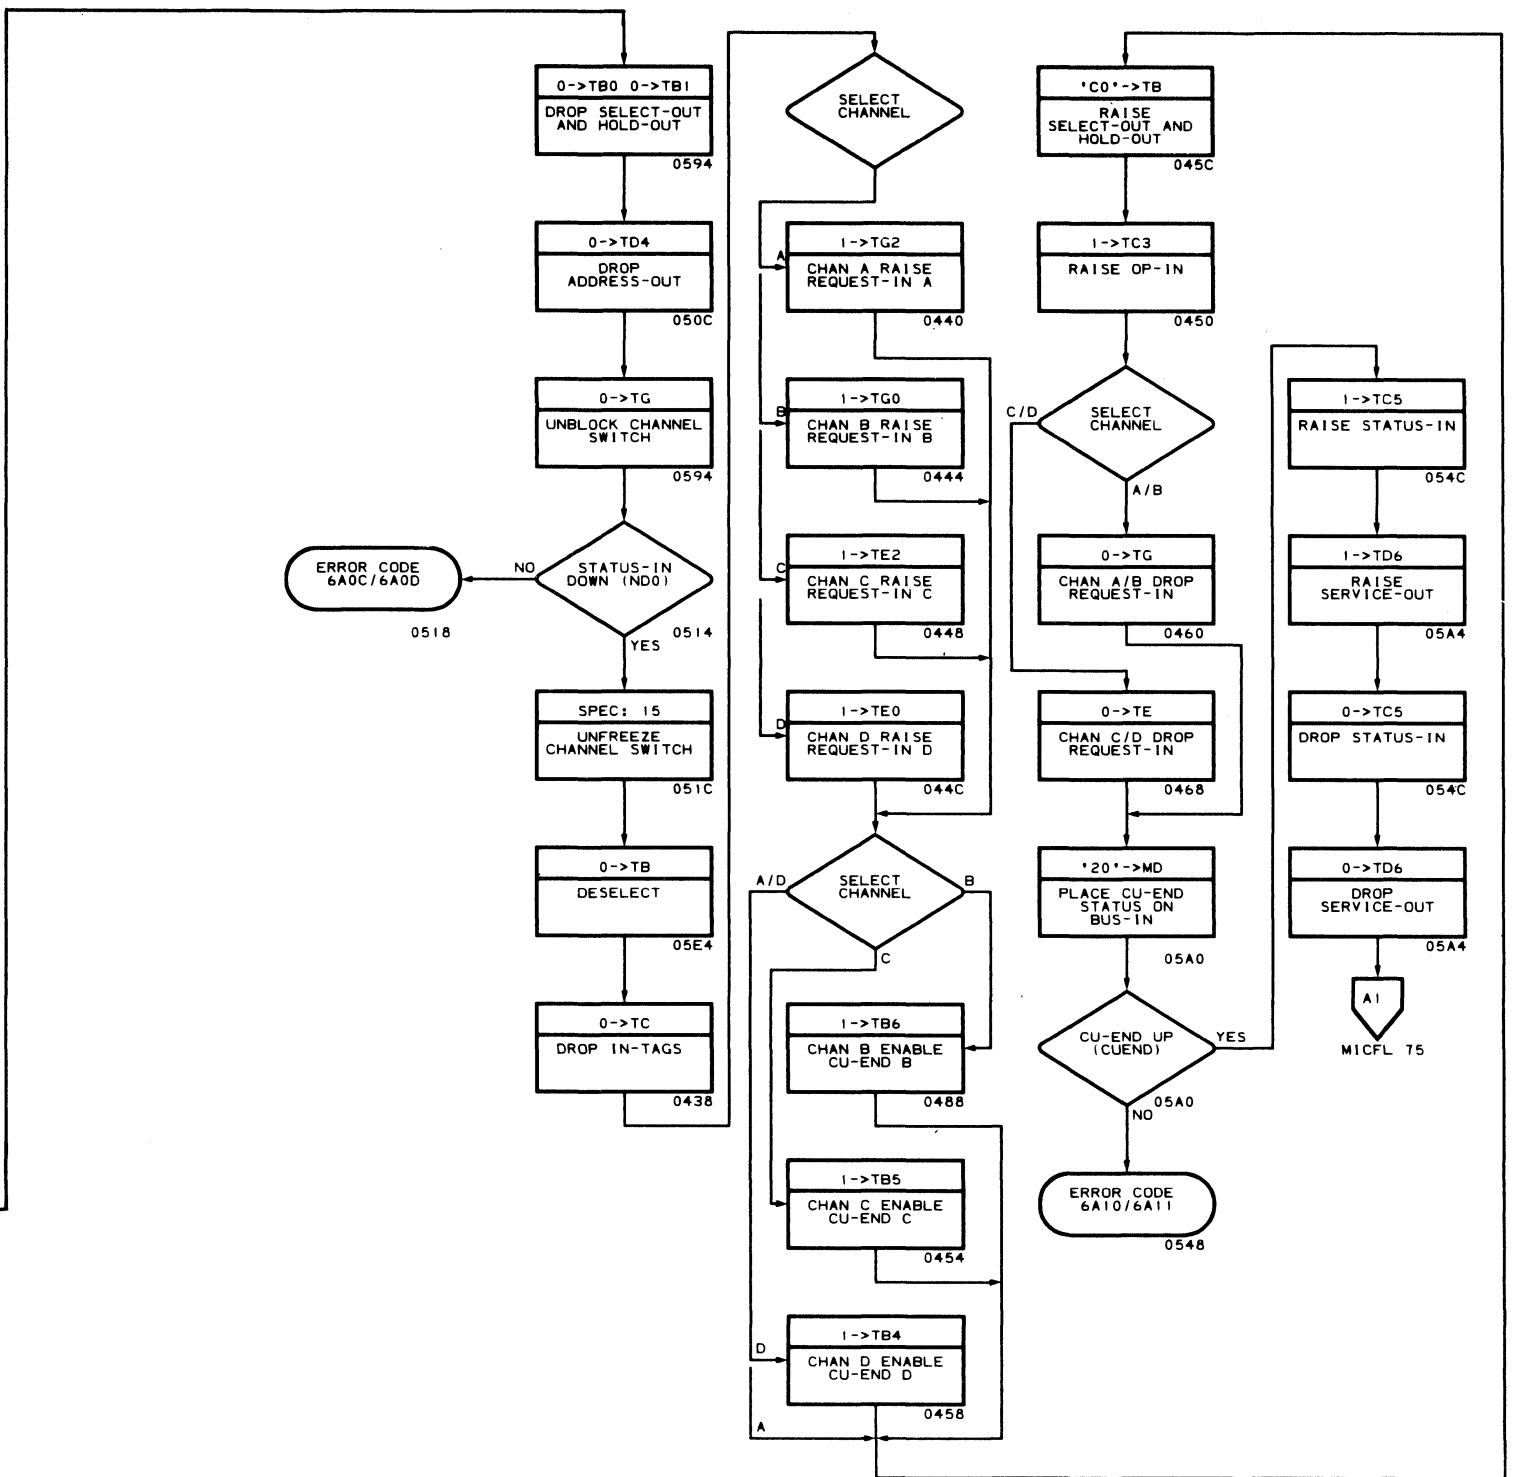 0->TB0 0->TB1
DROP SELECT-OUT
AND HOLD-OUT
0594
0->TD4
DROP
ADDRESS-OUT
050C
0->TG
UNBLOCK CHANNEL
SWITCH
0594
STATUS-IN
DOWN (ND0)
0514
NO
ERROR CODE
6A0C/6A0D
0518
YES
SPEC: 15
UNFREEZE
CHANNEL SWITCH
051C
0->TB
DESELECT
05E4
0->TC
DROP IN-TAGS
0438
SELECT
CHANNEL
A
1->TG2
CHAN A RAISE
REQUEST-IN A
0440
B
1->TG0
CHAN B RAISE
REQUEST-IN B
0444
C
1->TE2
CHAN C RAISE
REQUEST-IN C
0448
D
1->TE0
CHAN D RAISE
REQUEST-IN D
044C
A/D
SELECT
CHANNEL
B
C
1->TB6
CHAN B ENABLE
CU-END B
0488
1->TB5
CHAN C ENABLE
CU-END C
0454
D
1->TB4
CHAN D ENABLE
CU-END D
0458
A
'C0'->TB
RAISE
SELECT-OUT AND
HOLD-OUT
045C
1->TC3
RAISE OP-IN
0450
C/D
SELECT
CHANNEL
A/B
0->TG
CHAN A/B DROP
REQUEST-IN
0460
0->TE
CHAN C/D DROP
REQUEST-IN
0468
'20'->MD
PLACE CU-END
STATUS ON
BUS-IN
05A0
CU-END UP
(CUEND)
YES
05A0
NO
ERROR CODE
6A10/6A11
0548
1->TC5
RAISE STATUS-IN
054C
1->TD6
RAISE
SERVICE-OUT
05A4
0->TC5
DROP STATUS-IN
054C
0->TD6
DROP
SERVICE-OUT
05A4
A1
MICFL 75